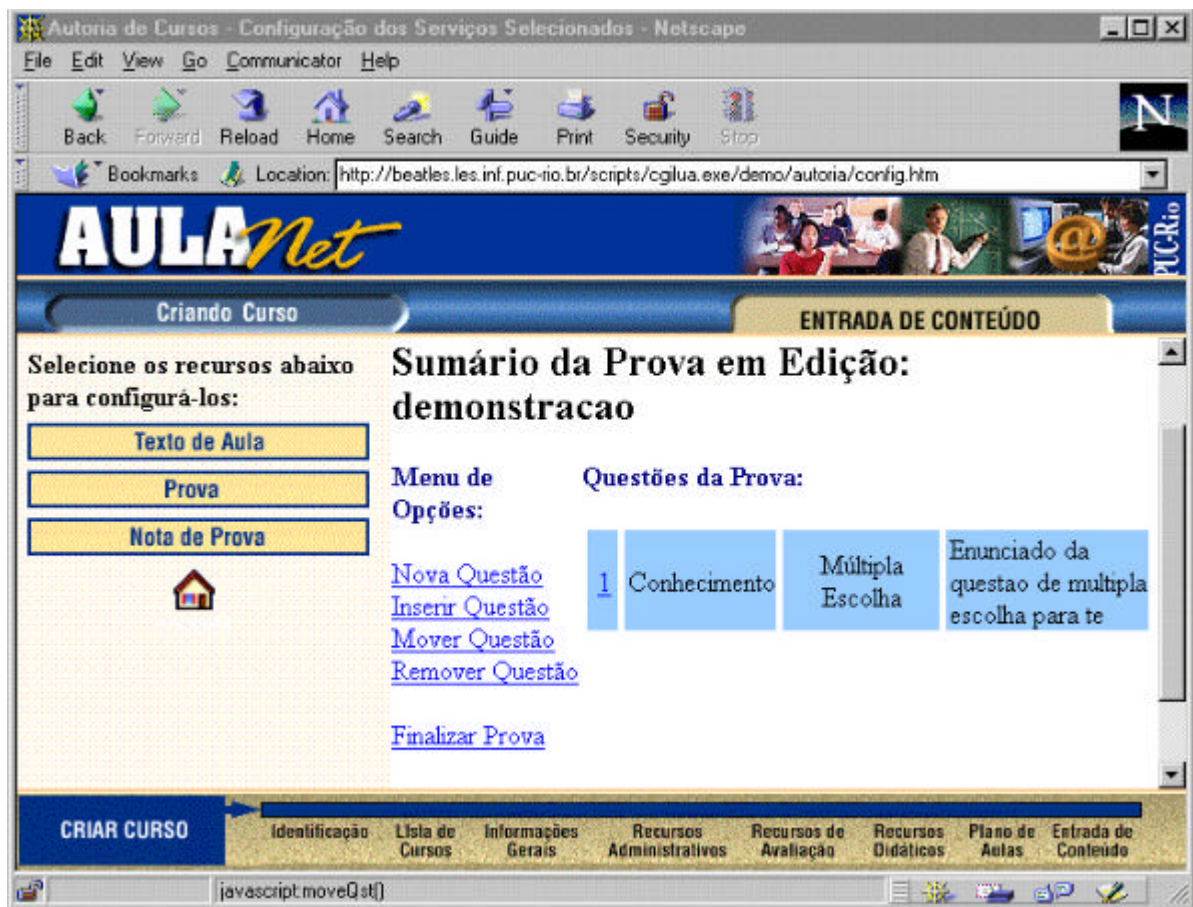 Autoria de Cursos - Configuração dos Serviços Selecionados - Netscape
File Edit View Go Communicator Help
Back Forward Reload Home Search Guide Print Security Stop
N
Bookmarks Location: http://beatles.les.inf.puc-rio.br/scripts/cgilua.exe/demo/autoria/config.htm
AULANet
@
PUC-Rio
Criando Curso
ENTRADA DE CONTEÚDO
Selecione os recursos abaixo
para configurá-los:
Texto de Aula
Prova
Nota de Prova
Sumário da Prova em Edição:
demonstracao
Menu de
Opções:
Nova Questão
Inserir Questão
Mover Questão
Remover Questão
Finalizar Prova
Questões da Prova:
1 Conhecimento
Múltipla
Escolha
Enunciado da
questao de multipla
escolha para te
CRIAR CURSO
Identificação
Lista de
Cursos
Informações
Gerais
Recursos
Administrativos
Recursos de
Avaliação
Recursos
Didáticos
Plano de
Aulas
Entrada de
Conteúdo
javascript:moveQst()